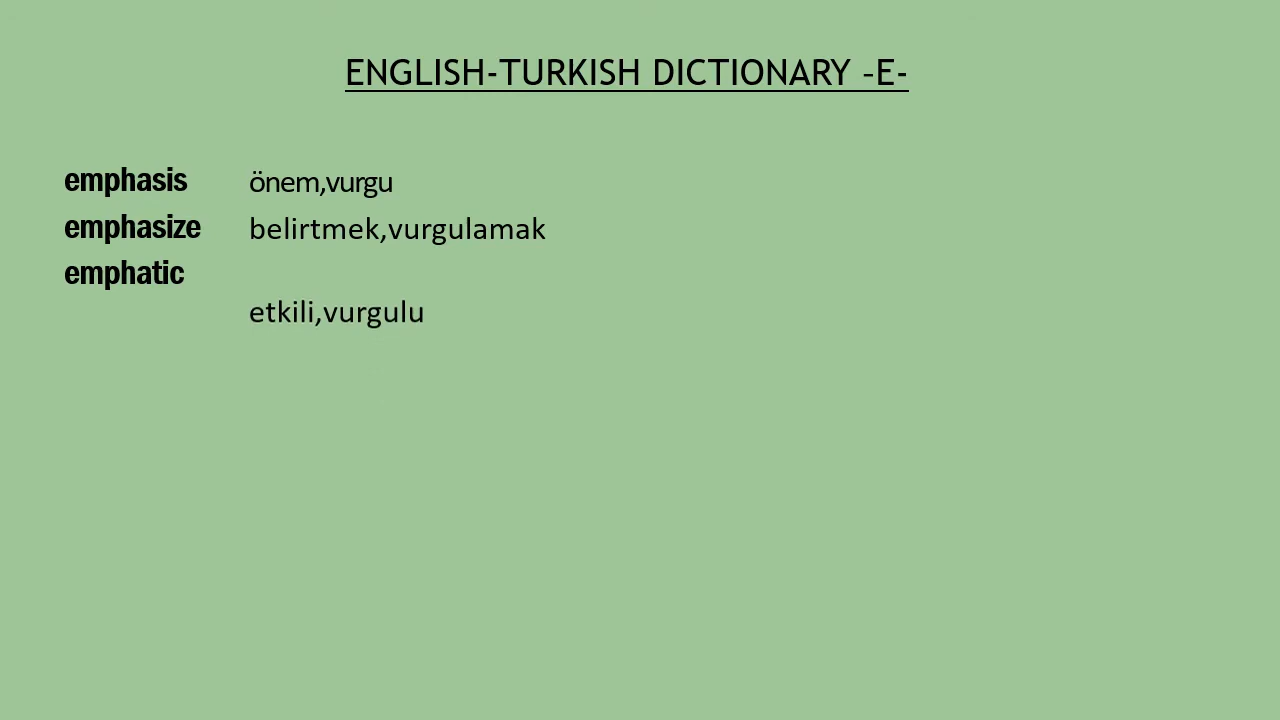 ENGLISH-TURKISH DICTIONARY –E-
emphasis önem,vurgu
emphasize belirtmek,vurgulamak
emphatic
etkili,vurgulu